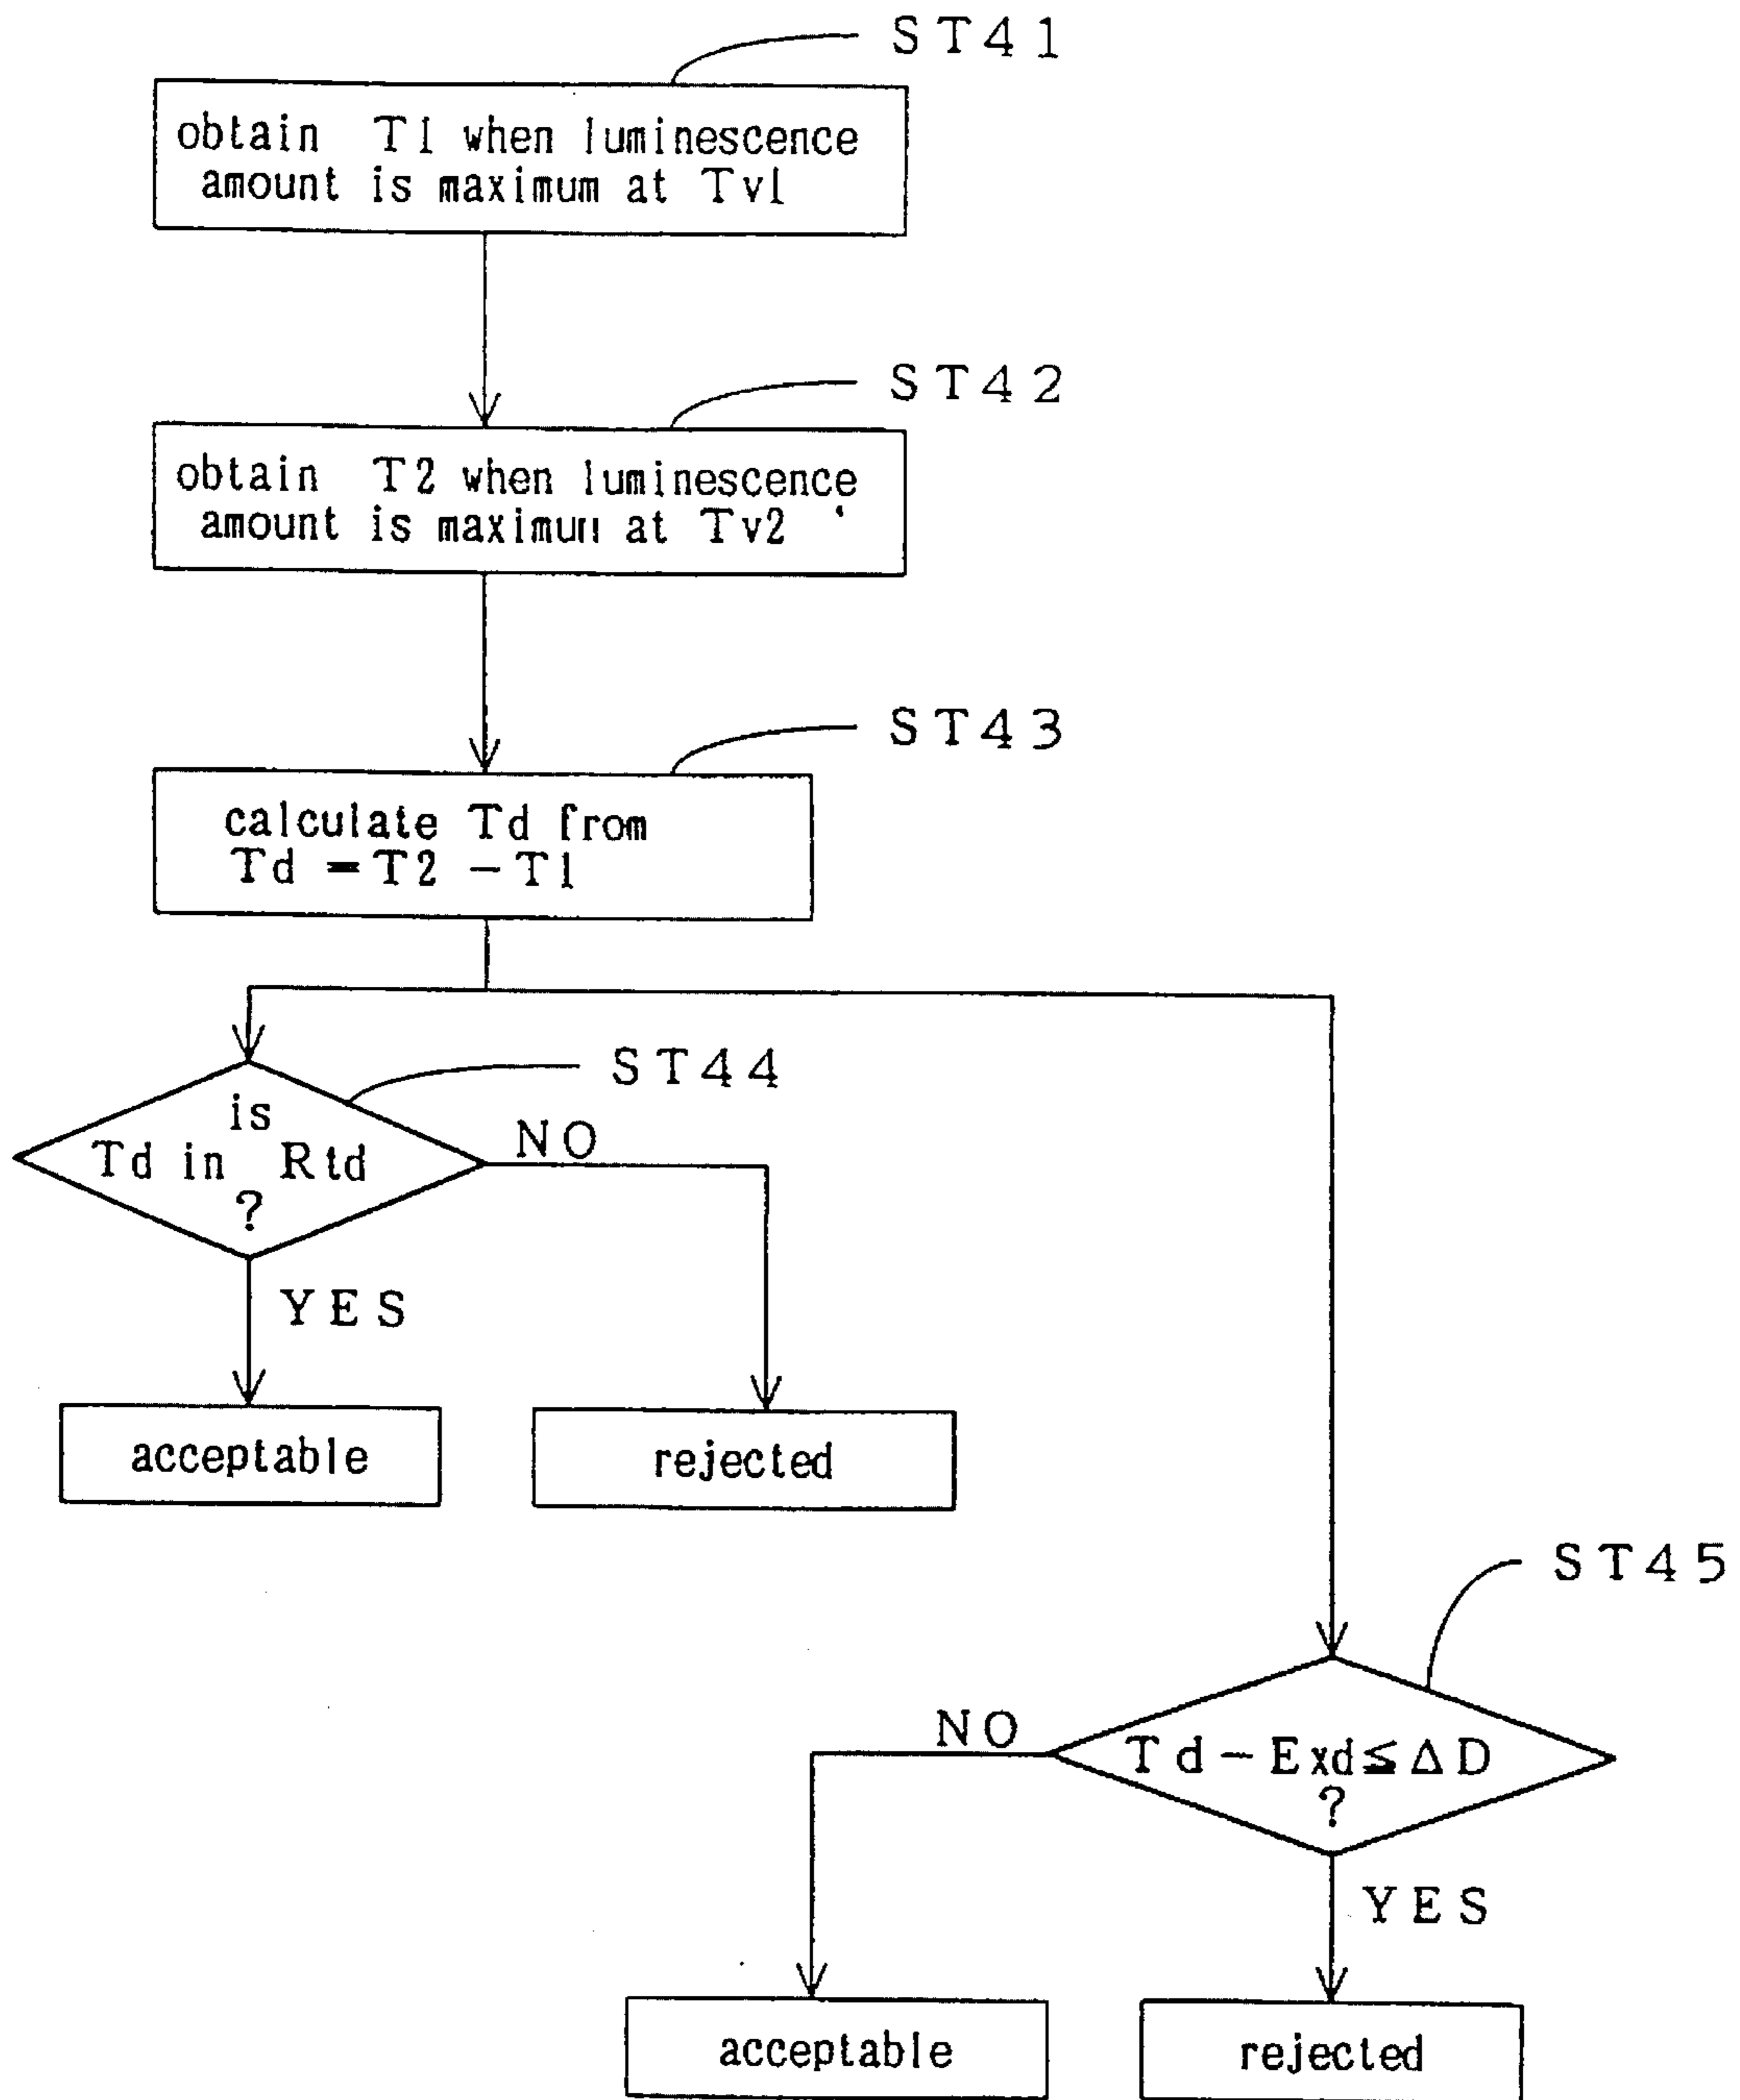 ST41
obtain T1 when luminescence
amount is maximum at Tv1
ST42
obtain T2 when luminescence
amount is maximum at Tv2
ST43
calculate Td from
Td = T2 - T1
ST44
is
Td in Rtd
?
NO
YES
acceptable
rejected
ST45
NO
Td - Exd ≦ ΔD
?
YES
acceptable
rejected